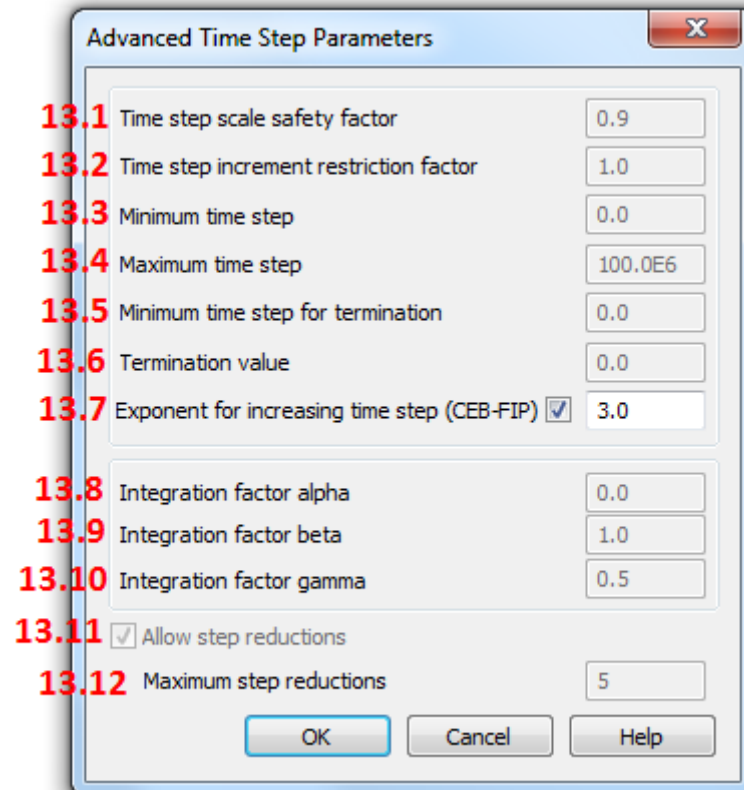 Advanced Time Step Parameters
13.1 Time step scale safety factor 0.9
13.2 Time step increment restriction factor 1.0
13.3 Minimum time step 0.0
13.4 Maximum time step 100.0E6
13.5 Minimum time step for termination 0.0
13.6 Termination value 0.0
13.7 Exponent for increasing time step (CEB-FIP) 3.0
13.8 Integration factor alpha 0.0
13.9 Integration factor beta 1.0
13.10 Integration factor gamma 0.5
13.11 Allow step reductions
13.12 Maximum step reductions 5
OK Cancel Help